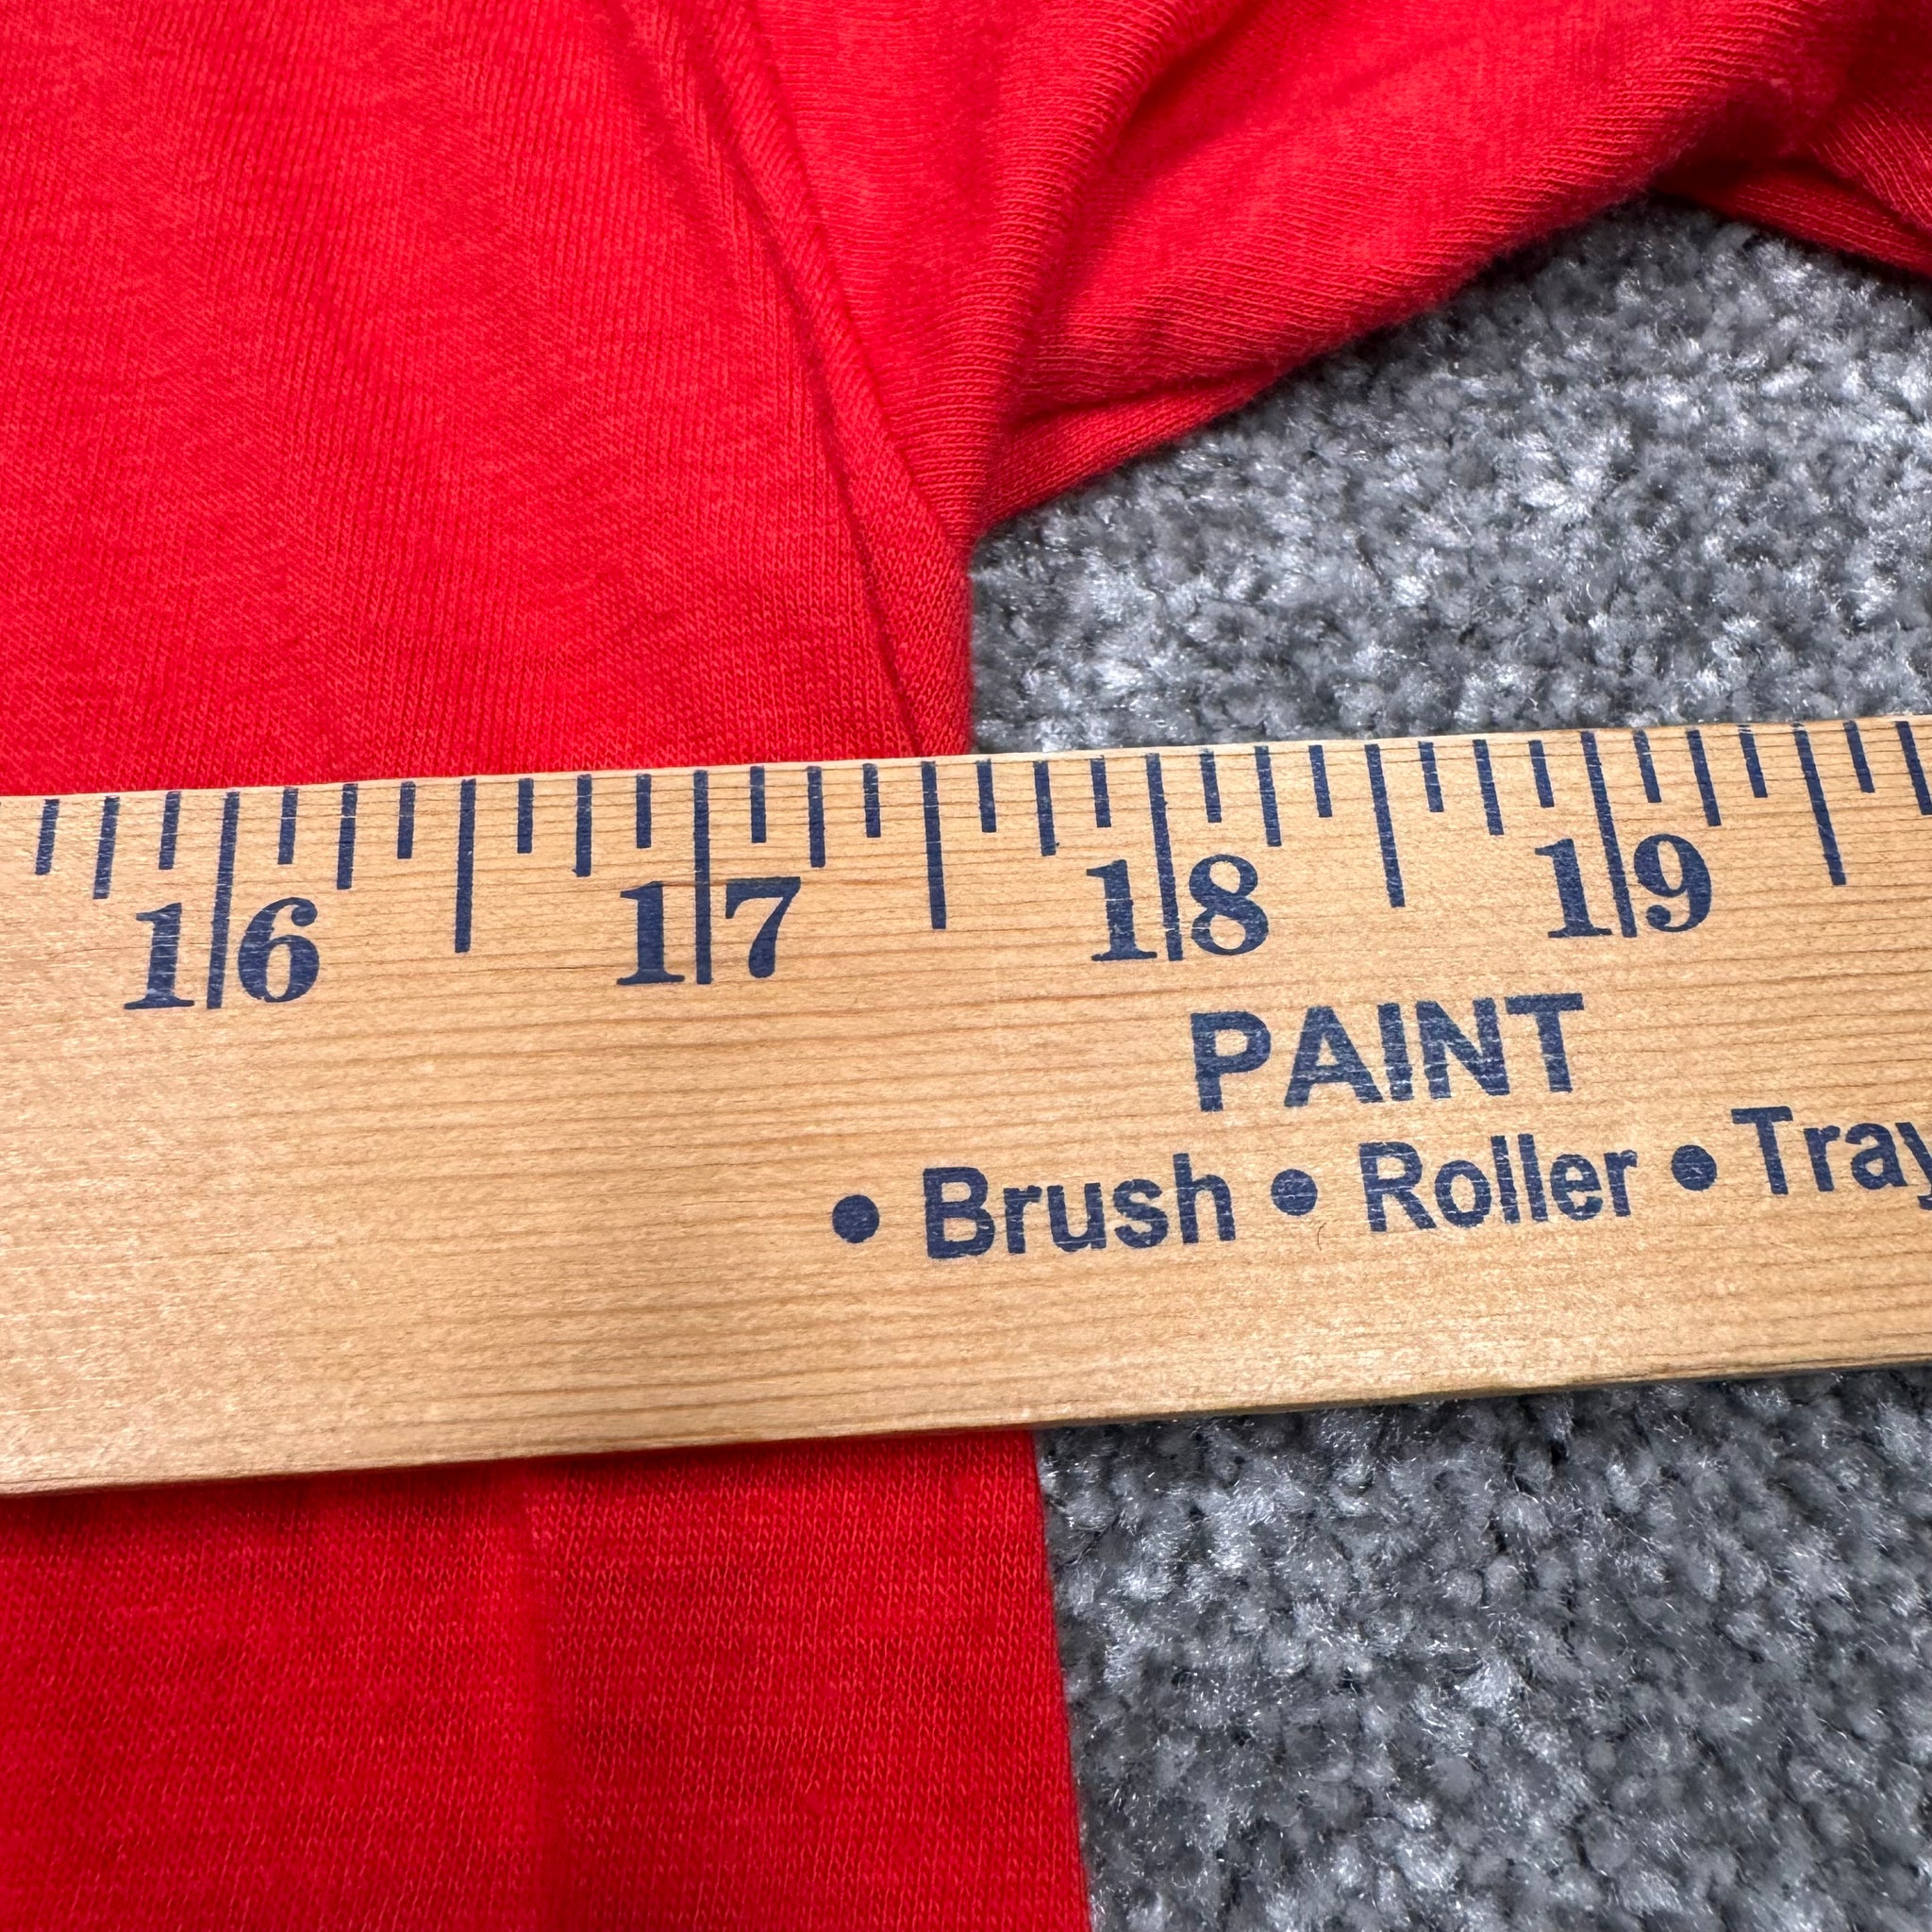 16 17 18 19
PAINT
• Brush • Roller • Tray